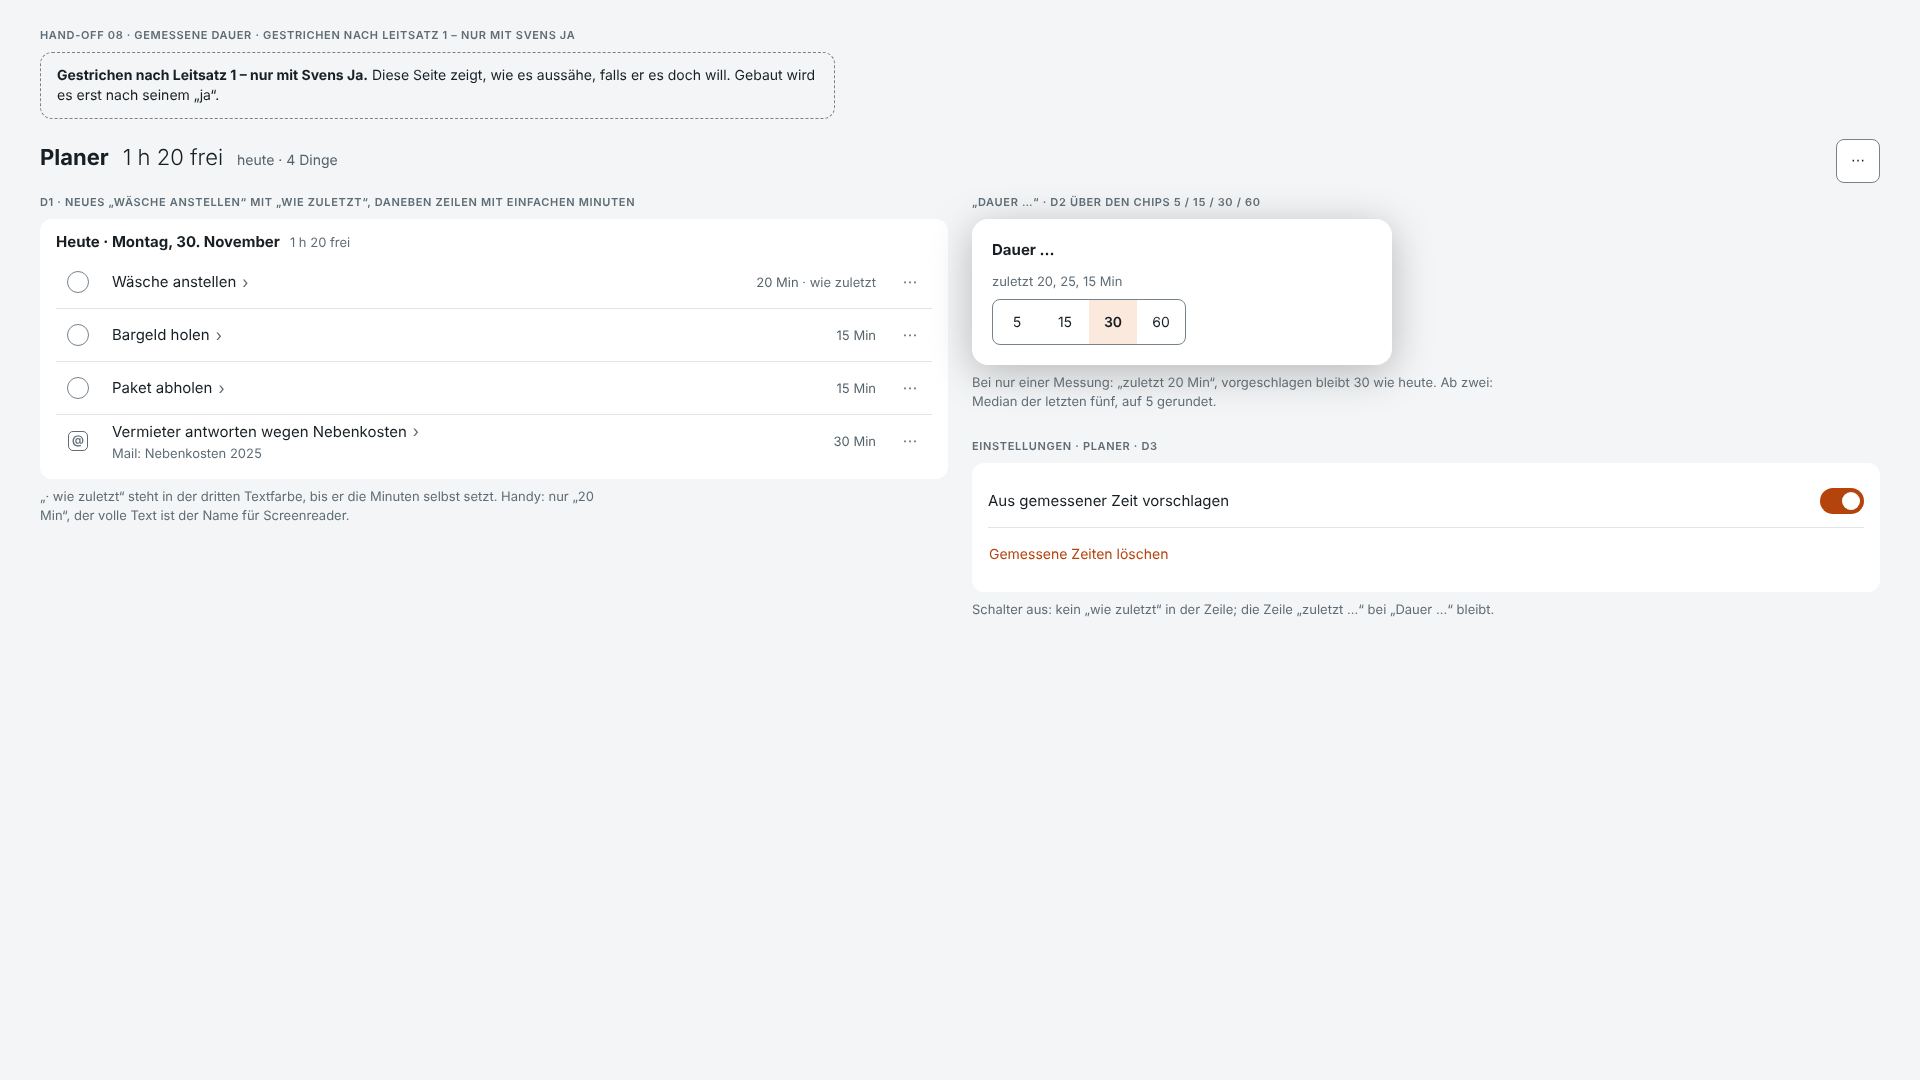 HAND-OFF 08 · GEMESSENE DAUER · GESTRICHEN NACH LEITSATZ 1 – NUR MIT SVENS JA
Gestrichen nach Leitsatz 1 – nur mit Svens Ja. Diese Seite zeigt, wie es aussähe, falls er es doch will. Gebaut wird
es erst nach seinem „ja“.
Planer 1 h 20 frei heute · 4 Dinge
···
D1 · NEUES „WÄSCHE ANSTELLEN“ MIT „WIE ZULETZT“, DANEBEN ZEILEN MIT EINFACHEN MINUTEN
Heute · Montag, 30. November 1 h 20 frei
Wäsche anstellen › 20 Min · wie zuletzt ···
Bargeld holen › 15 Min ···
Paket abholen › 15 Min ···
@ Vermieter antworten wegen Nebenkosten › 30 Min ···
Mail: Nebenkosten 2025
„· wie zuletzt“ steht in der dritten Textfarbe, bis er die Minuten selbst setzt. Handy: nur „20
Min“, der volle Text ist der Name für Screenreader.
„DAUER …“ · D2 ÜBER DEN CHIPS 5 / 15 / 30 / 60
Dauer …
zuletzt 20, 25, 15 Min
5 15 30 60
Bei nur einer Messung: „zuletzt 20 Min“, vorgeschlagen bleibt 30 wie heute. Ab zwei:
Median der letzten fünf, auf 5 gerundet.
EINSTELLUNGEN · PLANER · D3
Aus gemessener Zeit vorschlagen
Gemessene Zeiten löschen
Schalter aus: kein „wie zuletzt“ in der Zeile; die Zeile „zuletzt …“ bei „Dauer …“ bleibt.